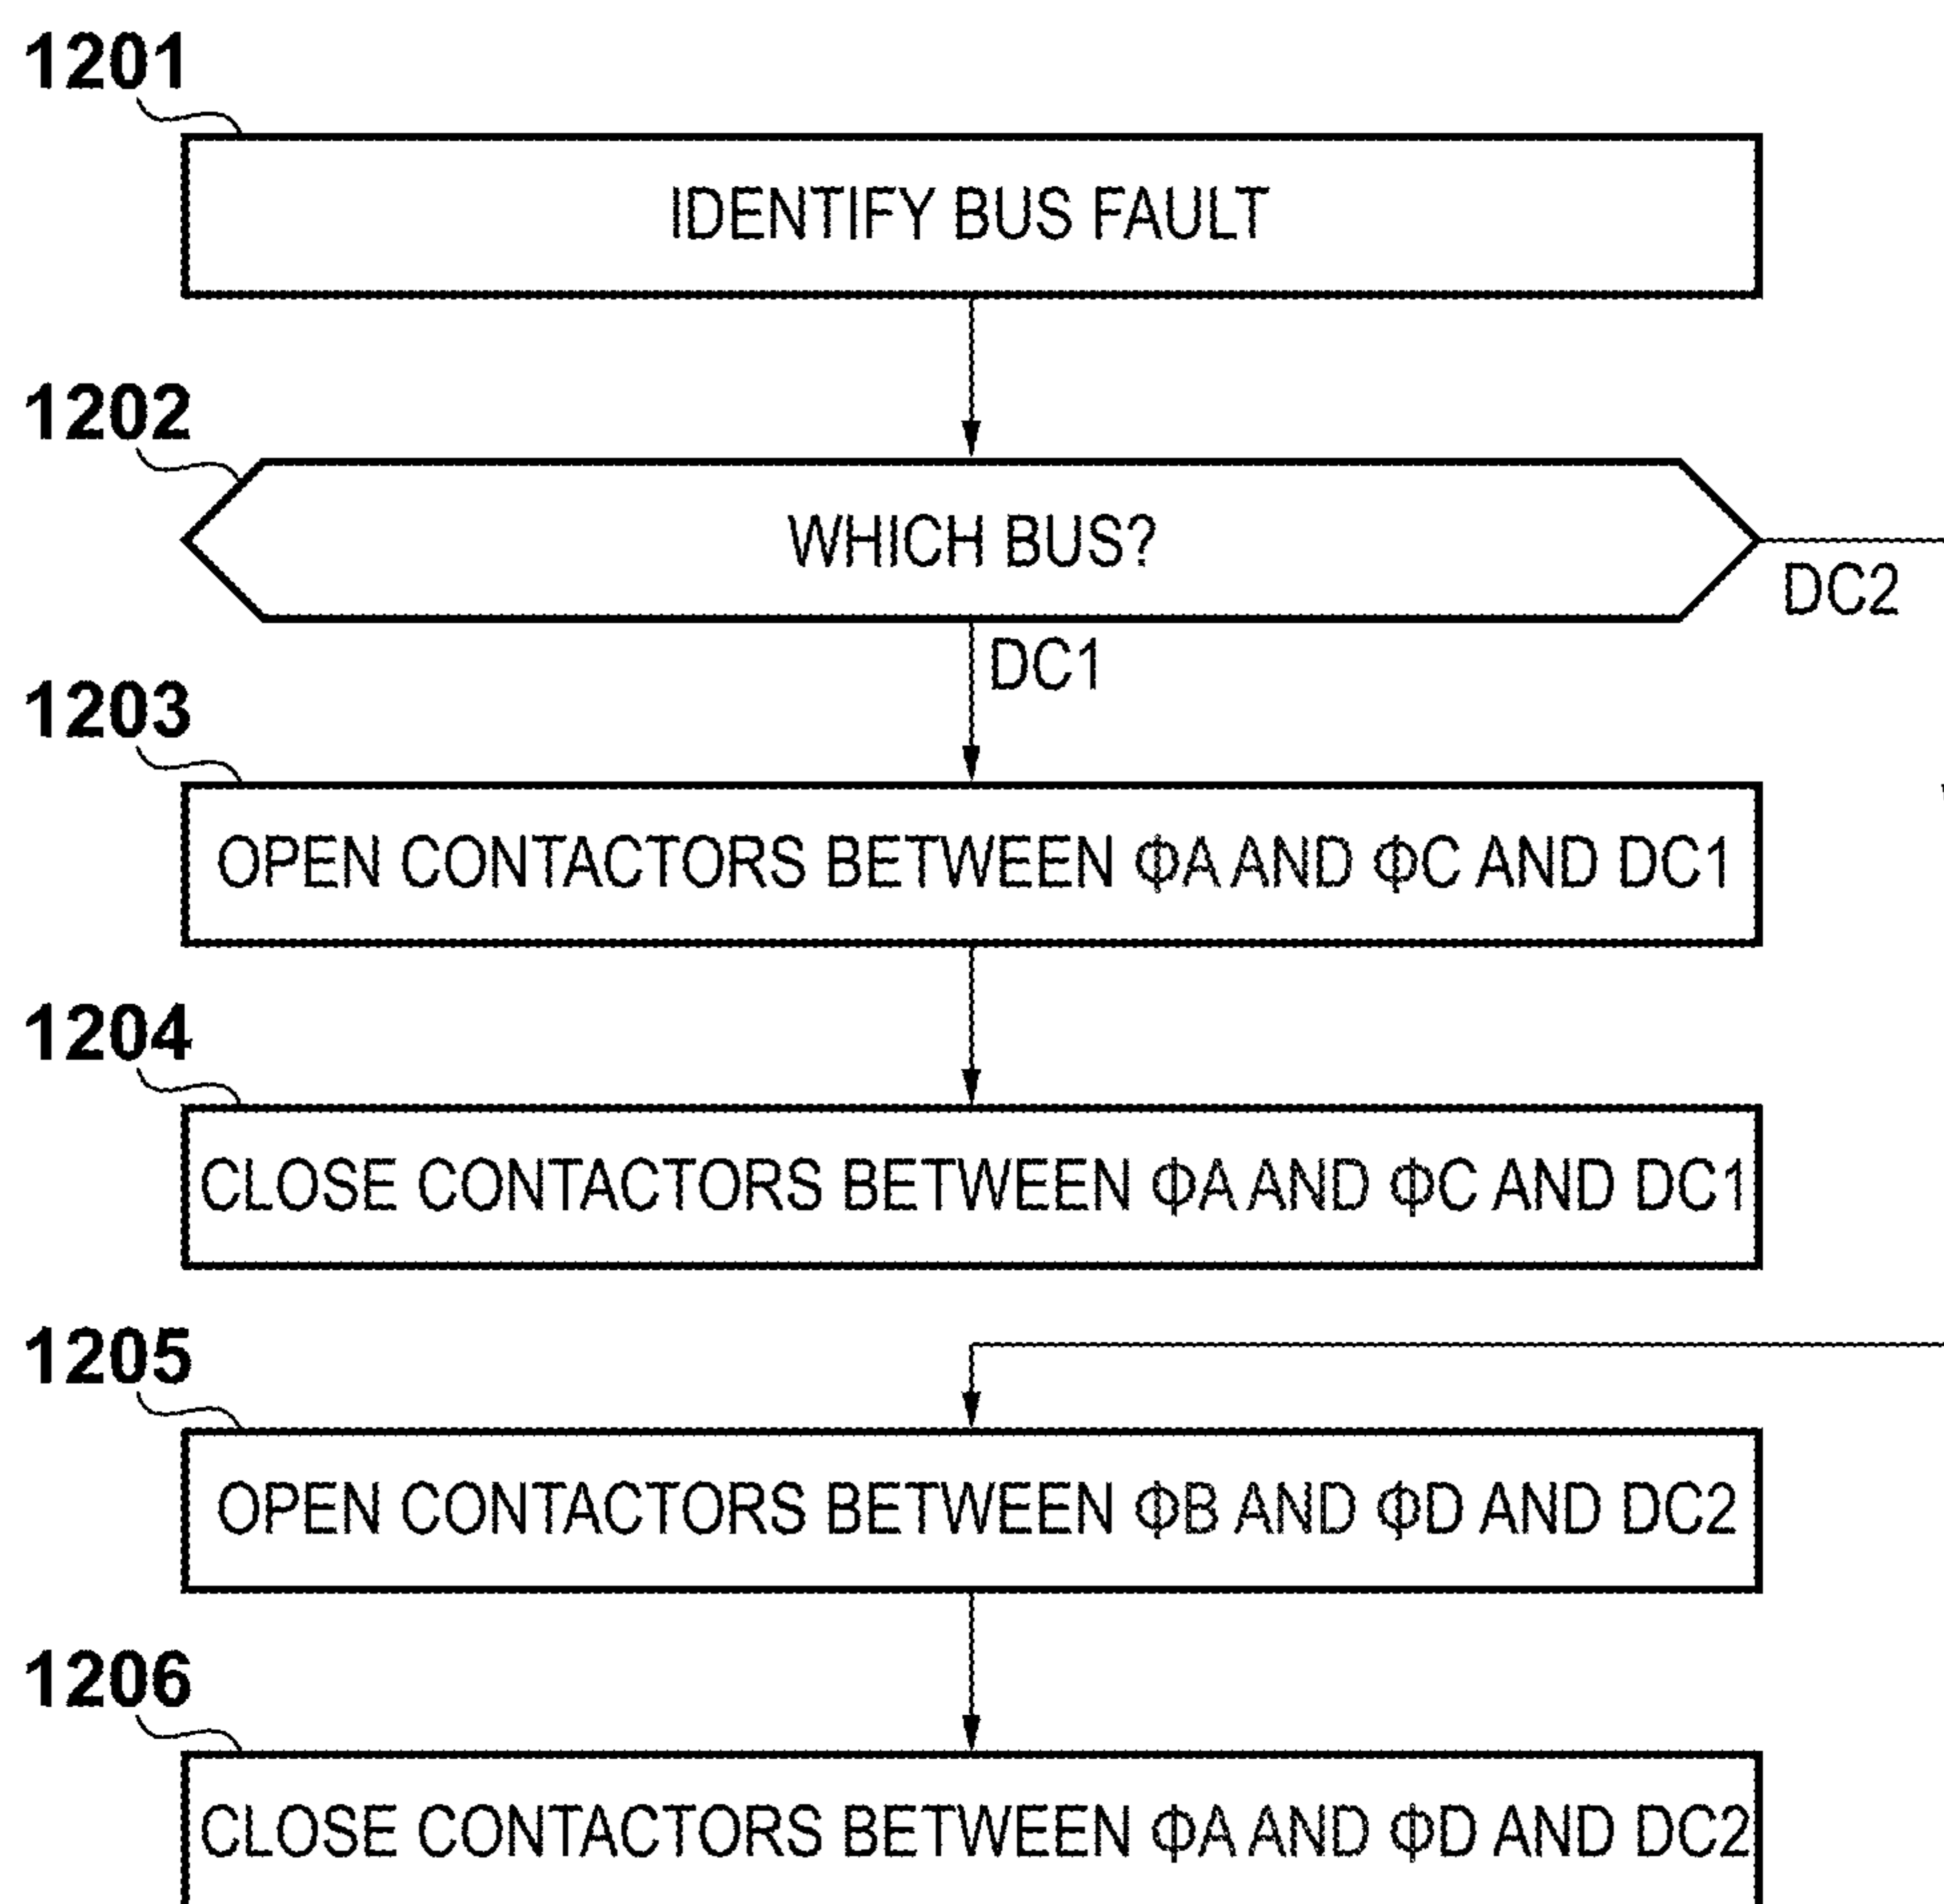 1201
IDENTIFY BUS FAULT
1202
WHICH BUS?
DC2
DC1
1203
OPEN CONTACTORS BETWEEN ΦA AND ΦC AND DC1
1204
CLOSE CONTACTORS BETWEEN ΦA AND ΦC AND DC1
1205
OPEN CONTACTORS BETWEEN ΦB AND ΦD AND DC2
1206
CLOSE CONTACTORS BETWEEN ΦA AND ΦD AND DC2